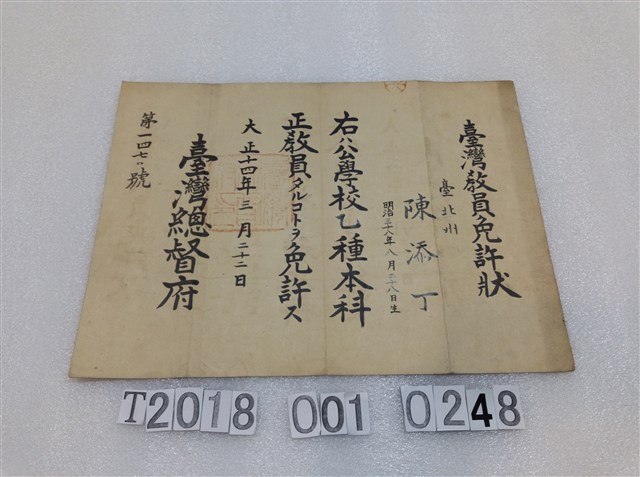 臺灣教員免許狀
臺北州
陳添丁
明治三十八年八月二十八日生
右ハ公學校乙種本科
正教員タルコトヲ免許ス
大正十四年三月二十二日
臺灣總督府
第一四七八號
T2018 001 0248